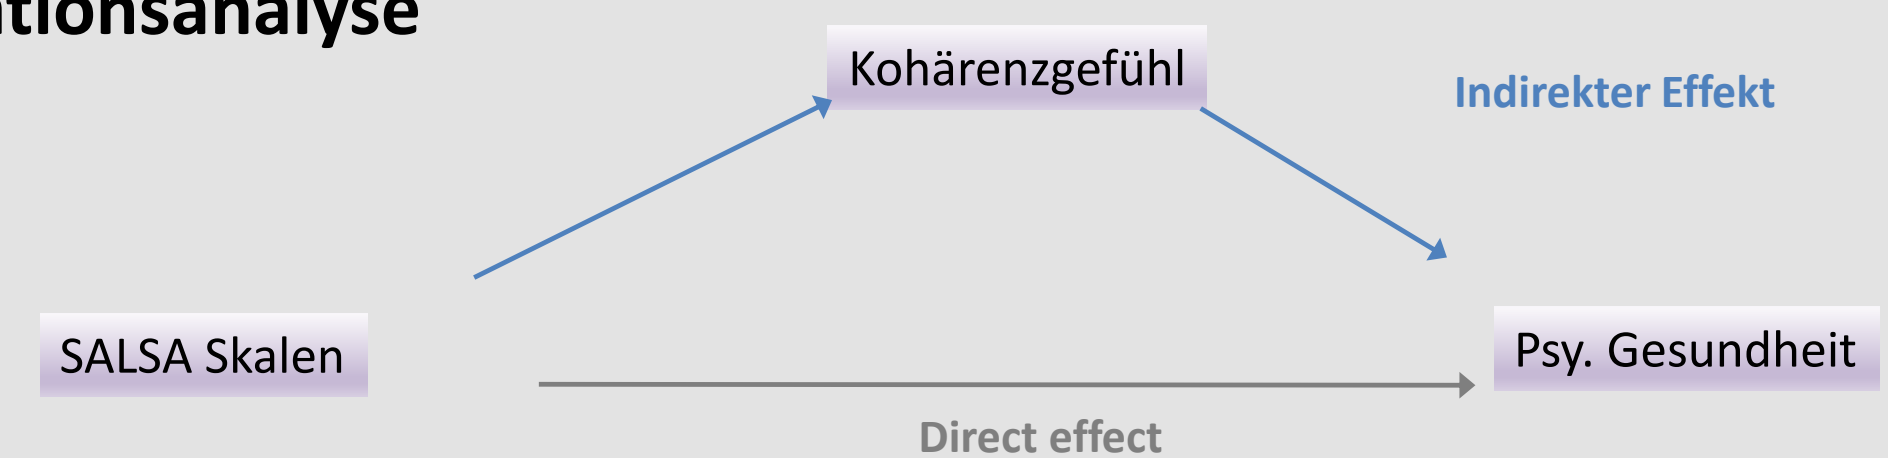 tionsanalyse
Kohärenzgefühl
Indirekter Effekt
SALSA Skalen
Psy. Gesundheit
Direct effect